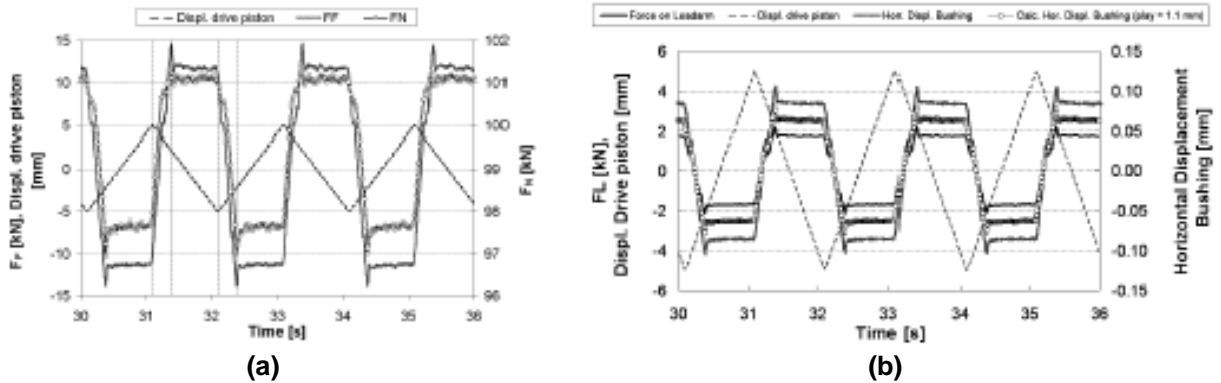 Displ. drive piston FF FN
15
10
5
0
-5
-10
-15
FF [kN], Displ. drive piston
[mm]
102
101
100
99
98
97
96
FN [kN]
30 31 32 33 34 35 36
Time [s]
(a)
Force on Leadarm Displ. drive piston Horr. Displ. Bushing Calc. Hor. Displ. Bushing (play = 1.1 mm)
6
4
2
0
-2
-4
-6
FL,
Displ. Drive piston [mm]
0.15
0.10
0.05
0.00
-0.05
-0.10
-0.15
Horizontal Displacement
Bushing [mm]
30 31 32 33 34 35 36
Time [s]
(b)